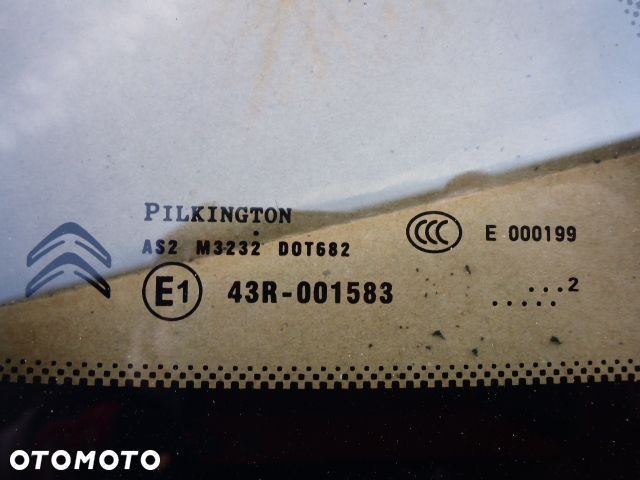 PILKINGTON
AS2 M3232 DOT682
CCC E 000199
E1 43R-001583
.....
...2
OTOMOTO